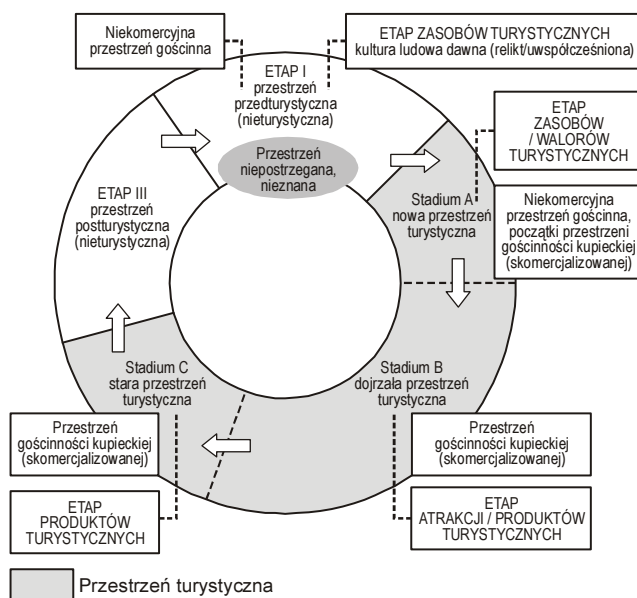 Niekomercyjna
przestrzeń gościnna
ETAP ZASOBÓW TURYSTYCZNYCH
kultura ludowa dawna (relikt/uwspółcześniona)
ETAP I
przestrzeń
przedturystyczna
(nieturystyczna)
Przestrzeń
niepostrzegana,
nieznana
ETAP
ZASOBÓW
/ WALORÓW
TURYSTYCZNYCH
ETAP III
przestrzeń
postturystyczna
(nieturystyczna)
Stadium A
nowa przestrzeń
turystyczna
Niekomercyjna
przestrzeń gościnna,
początki przestrzeni
gościnności kupieckiej
(skomercjalizowanej)
Stadium C
stara przestrzeń
turystyczna
Stadium B
dojrzała przestrzeń
turystyczna
Przestrzeń
gościnności kupieckiej
(skomercjalizowanej)
Przestrzeń
gościnności kupieckiej
(skomercjalizowanej)
ETAP
PRODUKTÓW
TURYSTYCZNYCH
ETAP
ATRAKCJI / PRODUKTÓW
TURYSTYCZNYCH
Przestrzeń turystyczna